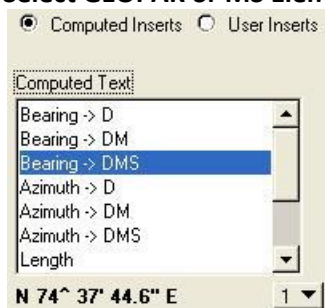 Computed Inserts User Inserts
Computed Text
Bearing -> D
Bearing -> DM
Bearing -> DMS
Azimuth -> D
Azimuth -> DM
Azimuth -> DMS
Length
N 74^ 37' 44.6" E 1